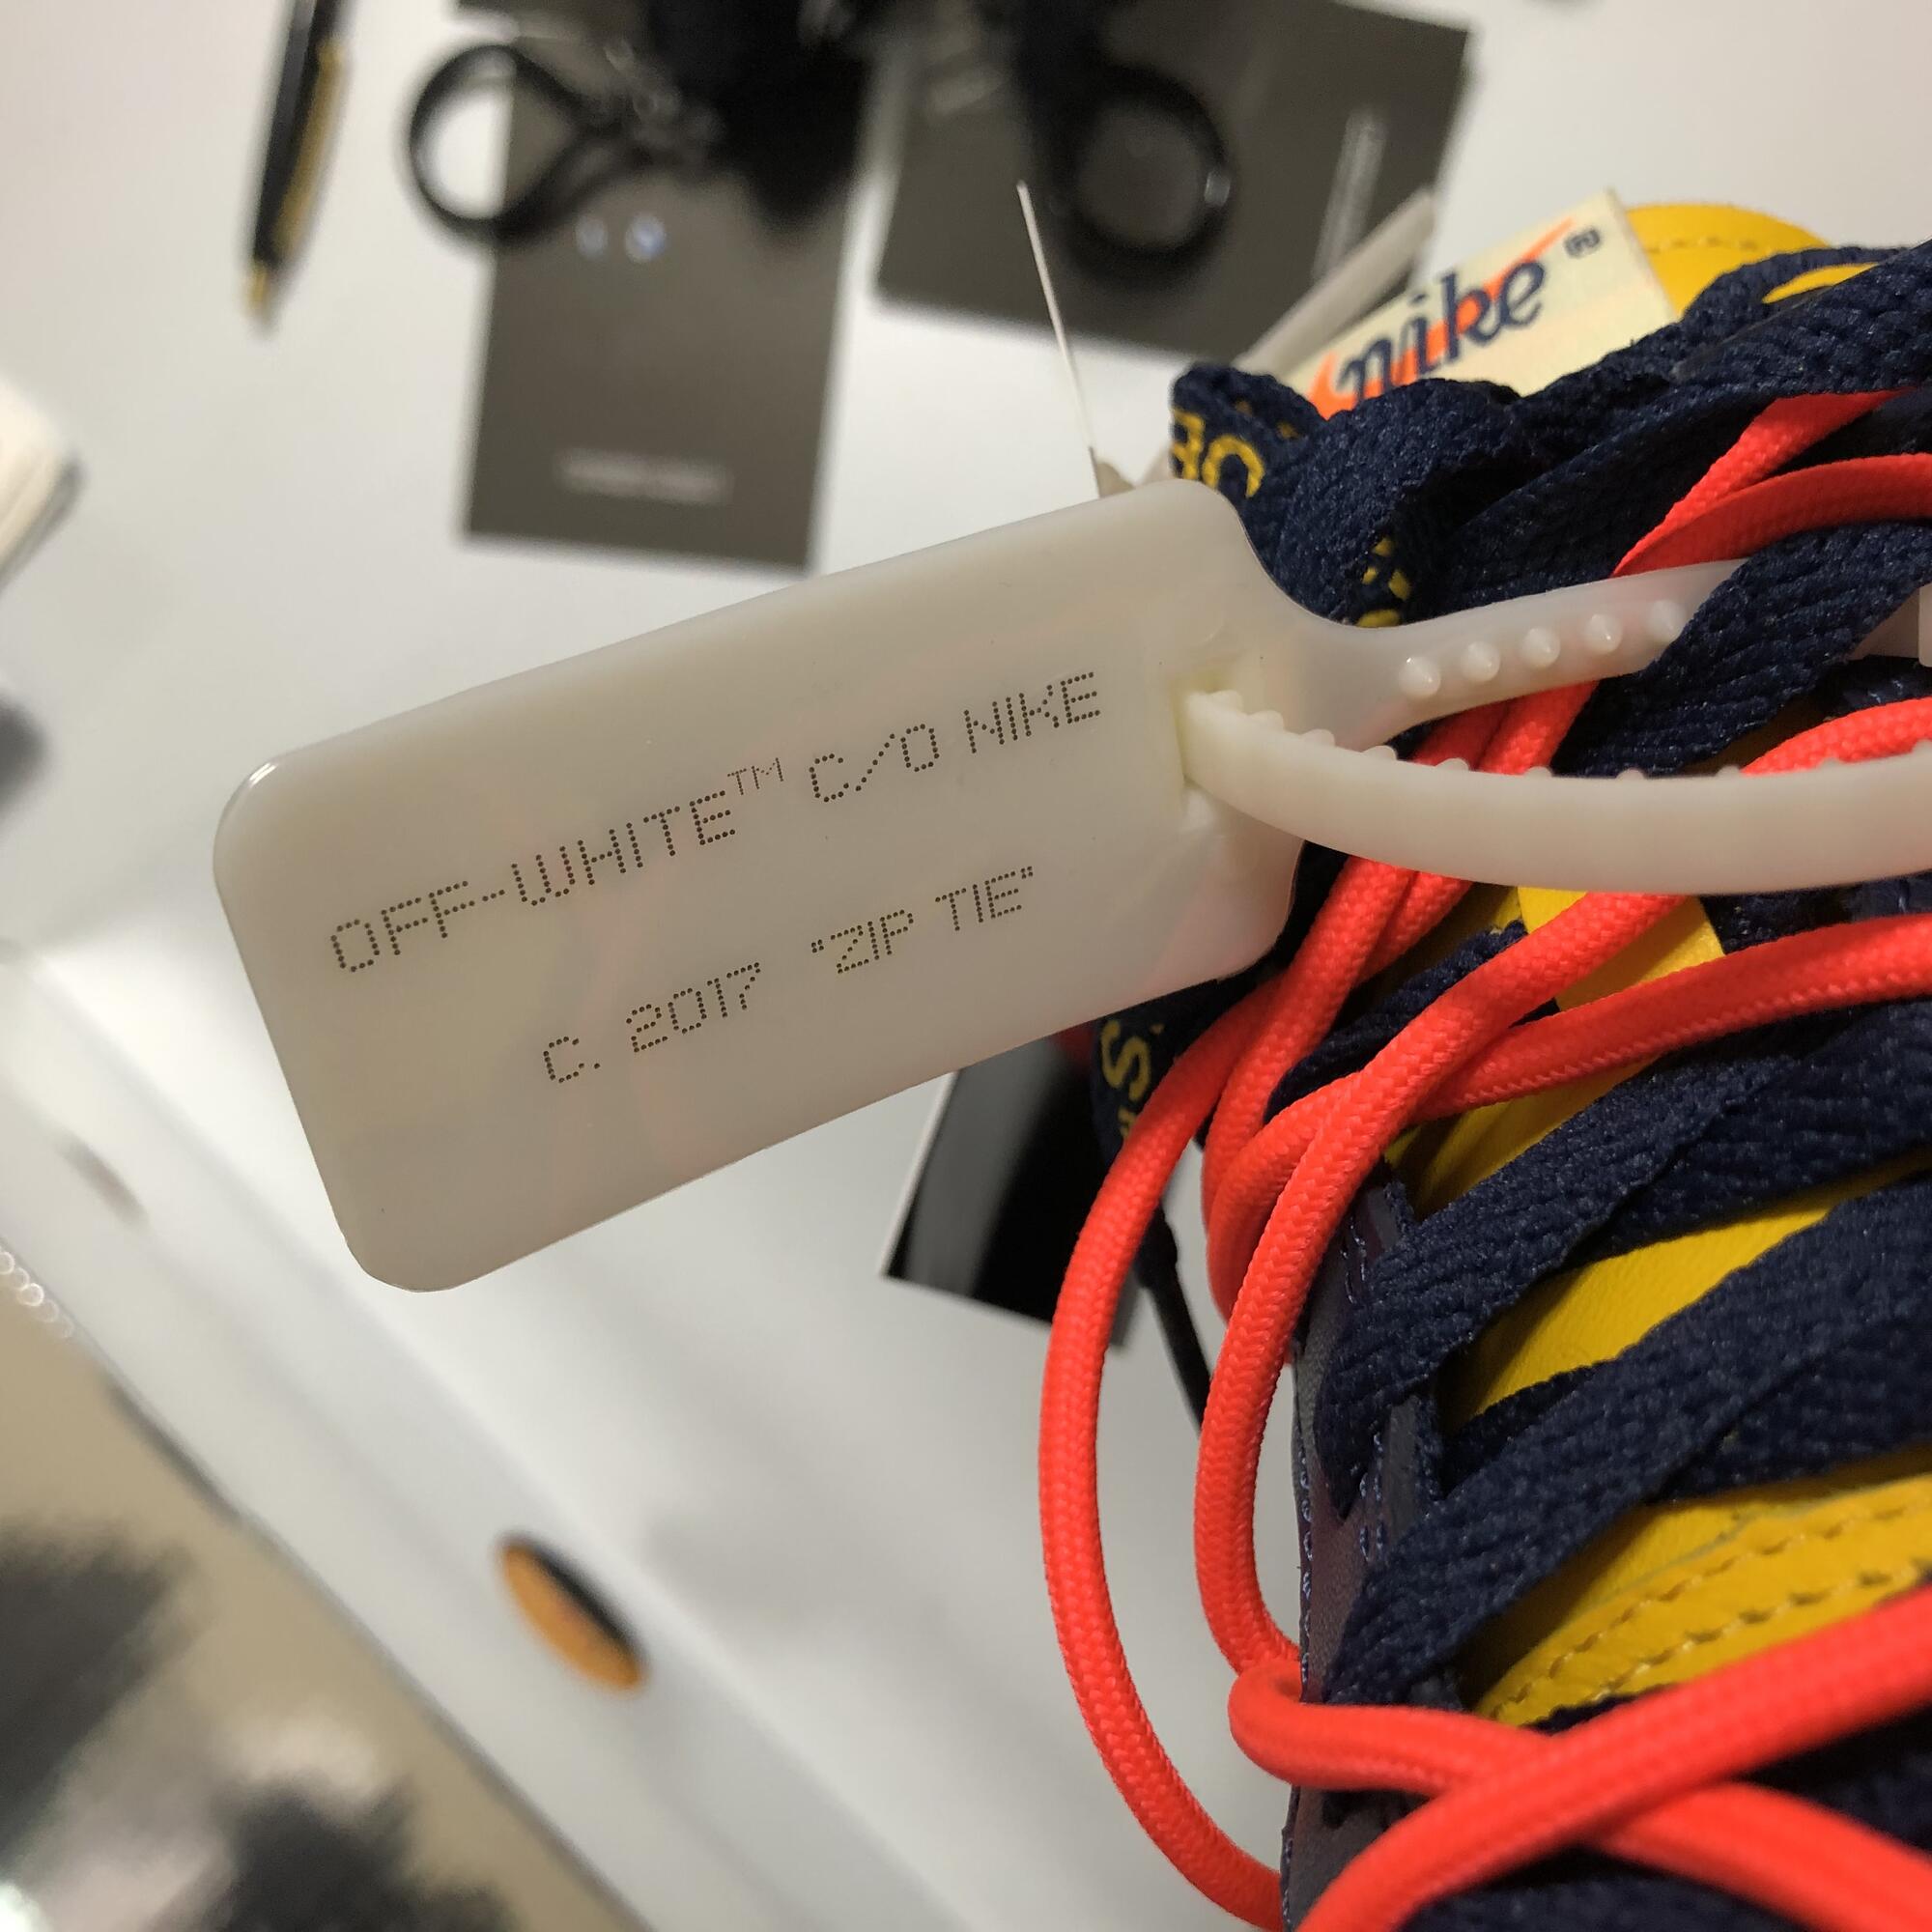 nike®
OFF-WHITE™ C/O NIKE
C. 2017 "ZIP TIE"